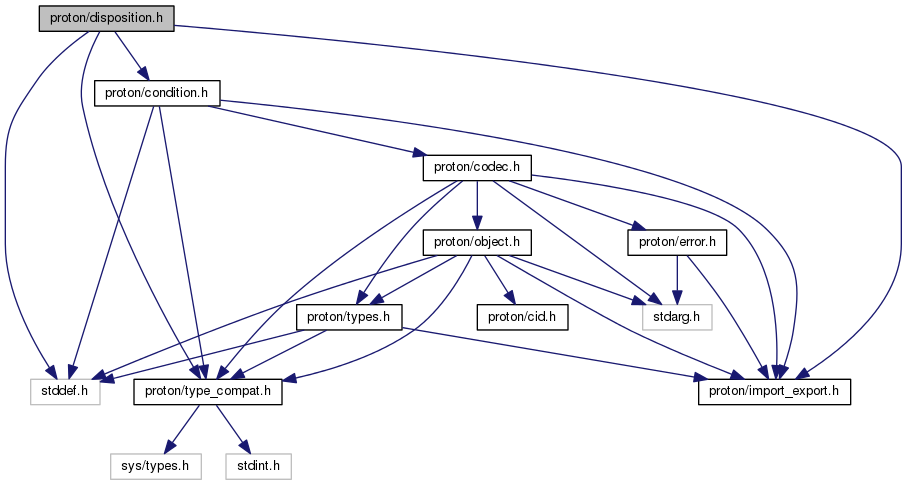 proton/disposition.h
proton/condition.h
proton/codec.h
proton/object.h
proton/error.h
proton/types.h
proton/cid.h
stdarg.h
stddef.h
proton/type_compat.h
proton/import_export.h
sys/types.h
stdint.h